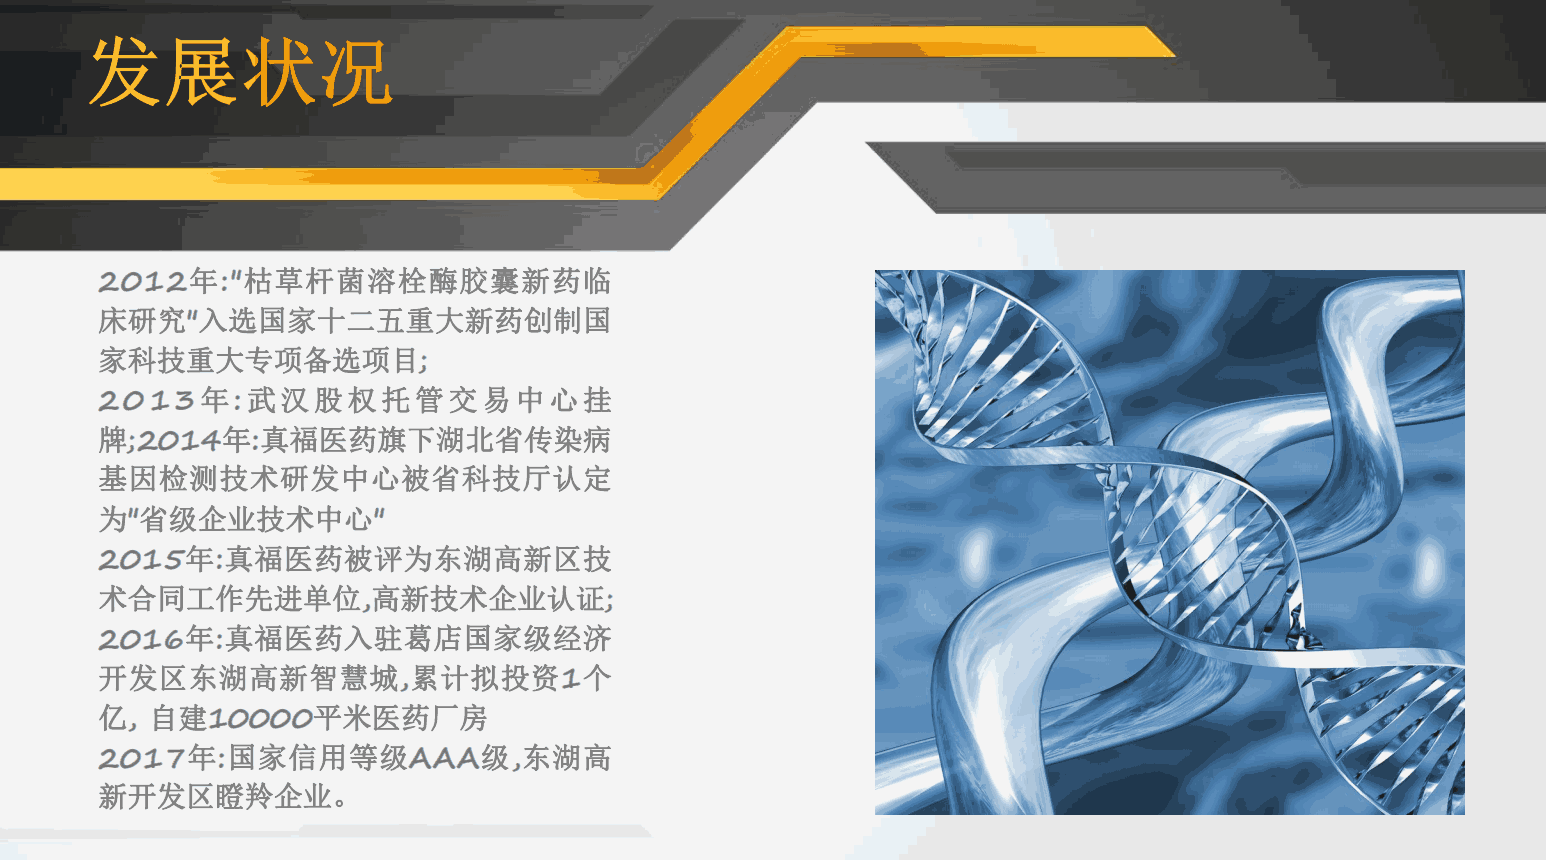 发展状况
2012年:"枯草杆菌溶栓酶胶囊新药临
床研究"入选国家十二五重大新药创制国
家科技重大专项备选项目;
2013年:武汉股权托管交易中心挂
牌;2014年:真福医药旗下湖北省传染病
基因检测技术研发中心被省科技厅认定
为"省级企业技术中心"
2015年:真福医药被评为东湖高新区技
术合同工作先进单位,高新技术企业认证;
2016年:真福医药入驻葛店国家级经济
开发区东湖高新智慧城,累计拟投资1个
亿, 自建10000平米医药厂房
2017年:国家信用等级AAA级,东湖高
新开发区瞪羚企业。